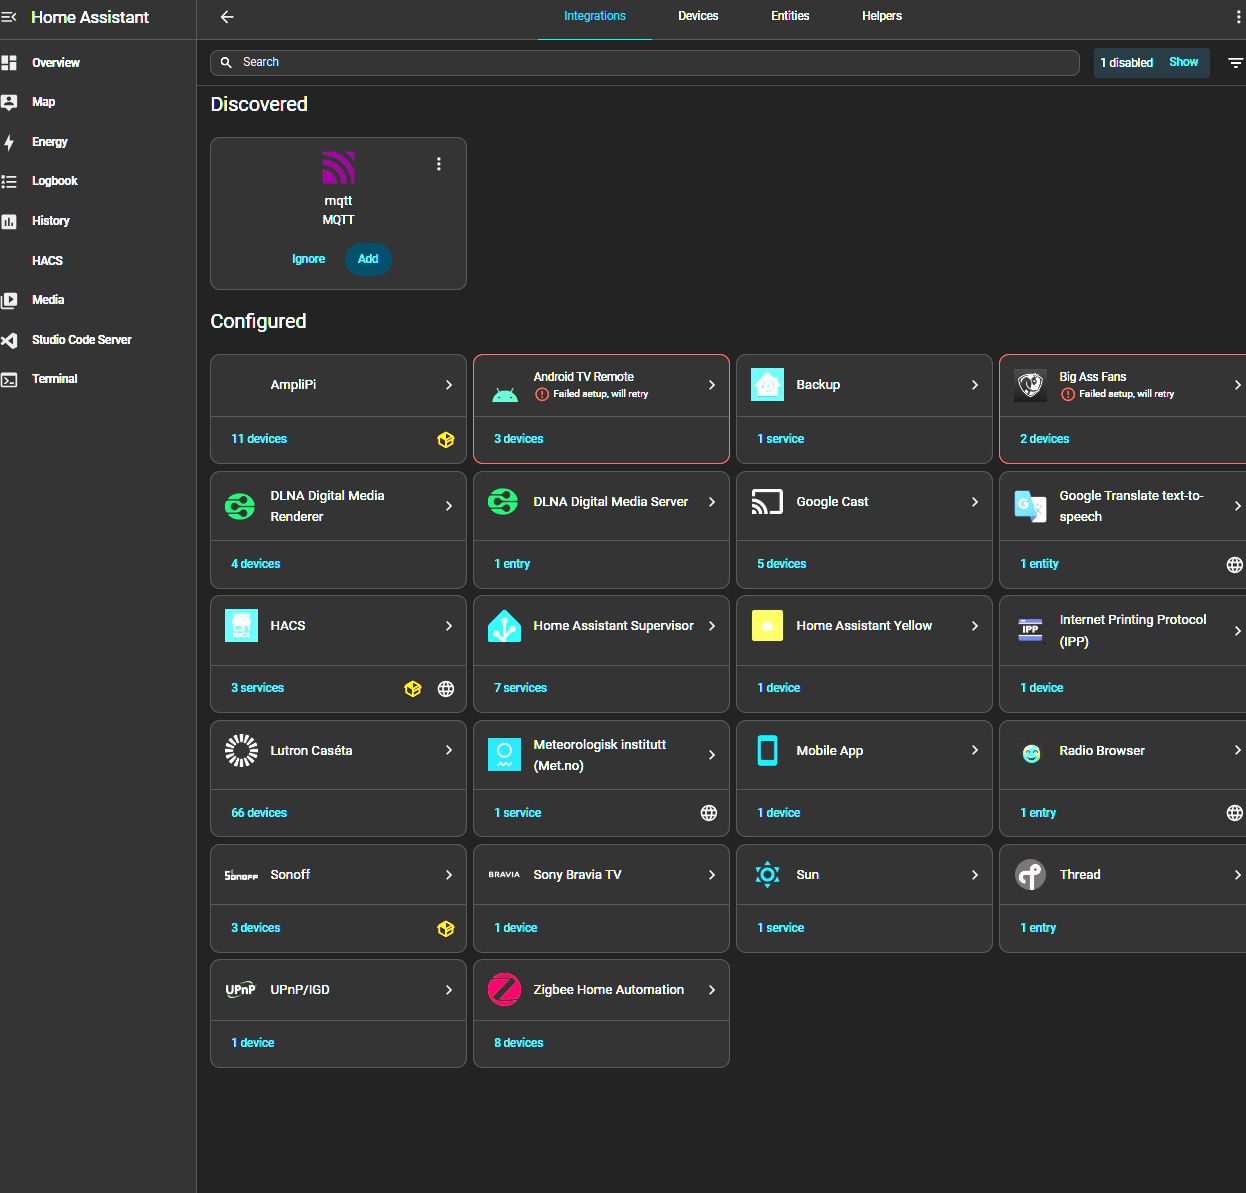 Home Assistant
Integrations
Devices
Entities
Helpers
Overview
Map
Energy
Logbook
History
HACS
Media
Studio Code Server
Terminal
Search
1 disabled
Show
Discovered
mqtt
MQTT
Ignore
Add
Configured
AmpliPi
11 devices
Android TV Remote
Failed setup, will retry
3 devices
Backup
1 service
Big Ass Fans
Failed setup, will retry
2 devices
DLNA Digital Media
Renderer
4 devices
DLNA Digital Media Server
1 entry
Google Cast
5 devices
G
Google Translate text-to-
speech
1 entity
HACS
HACS
3 services
Home Assistant Supervisor
7 services
Home Assistant Yellow
1 device
IPP
Internet Printing Protocol
(IPP)
1 device
Lutron Caséta
66 devices
Meteorologisk institutt
(Met.no)
1 service
Mobile App
1 device
Radio Browser
1 entry
SONOFF
Sonoff
3 devices
BRAVIA
Sony Bravia TV
1 device
Sun
1 service
Thread
1 entry
UPnP
UPnP/IGD
1 device
Zigbee Home Automation
8 devices